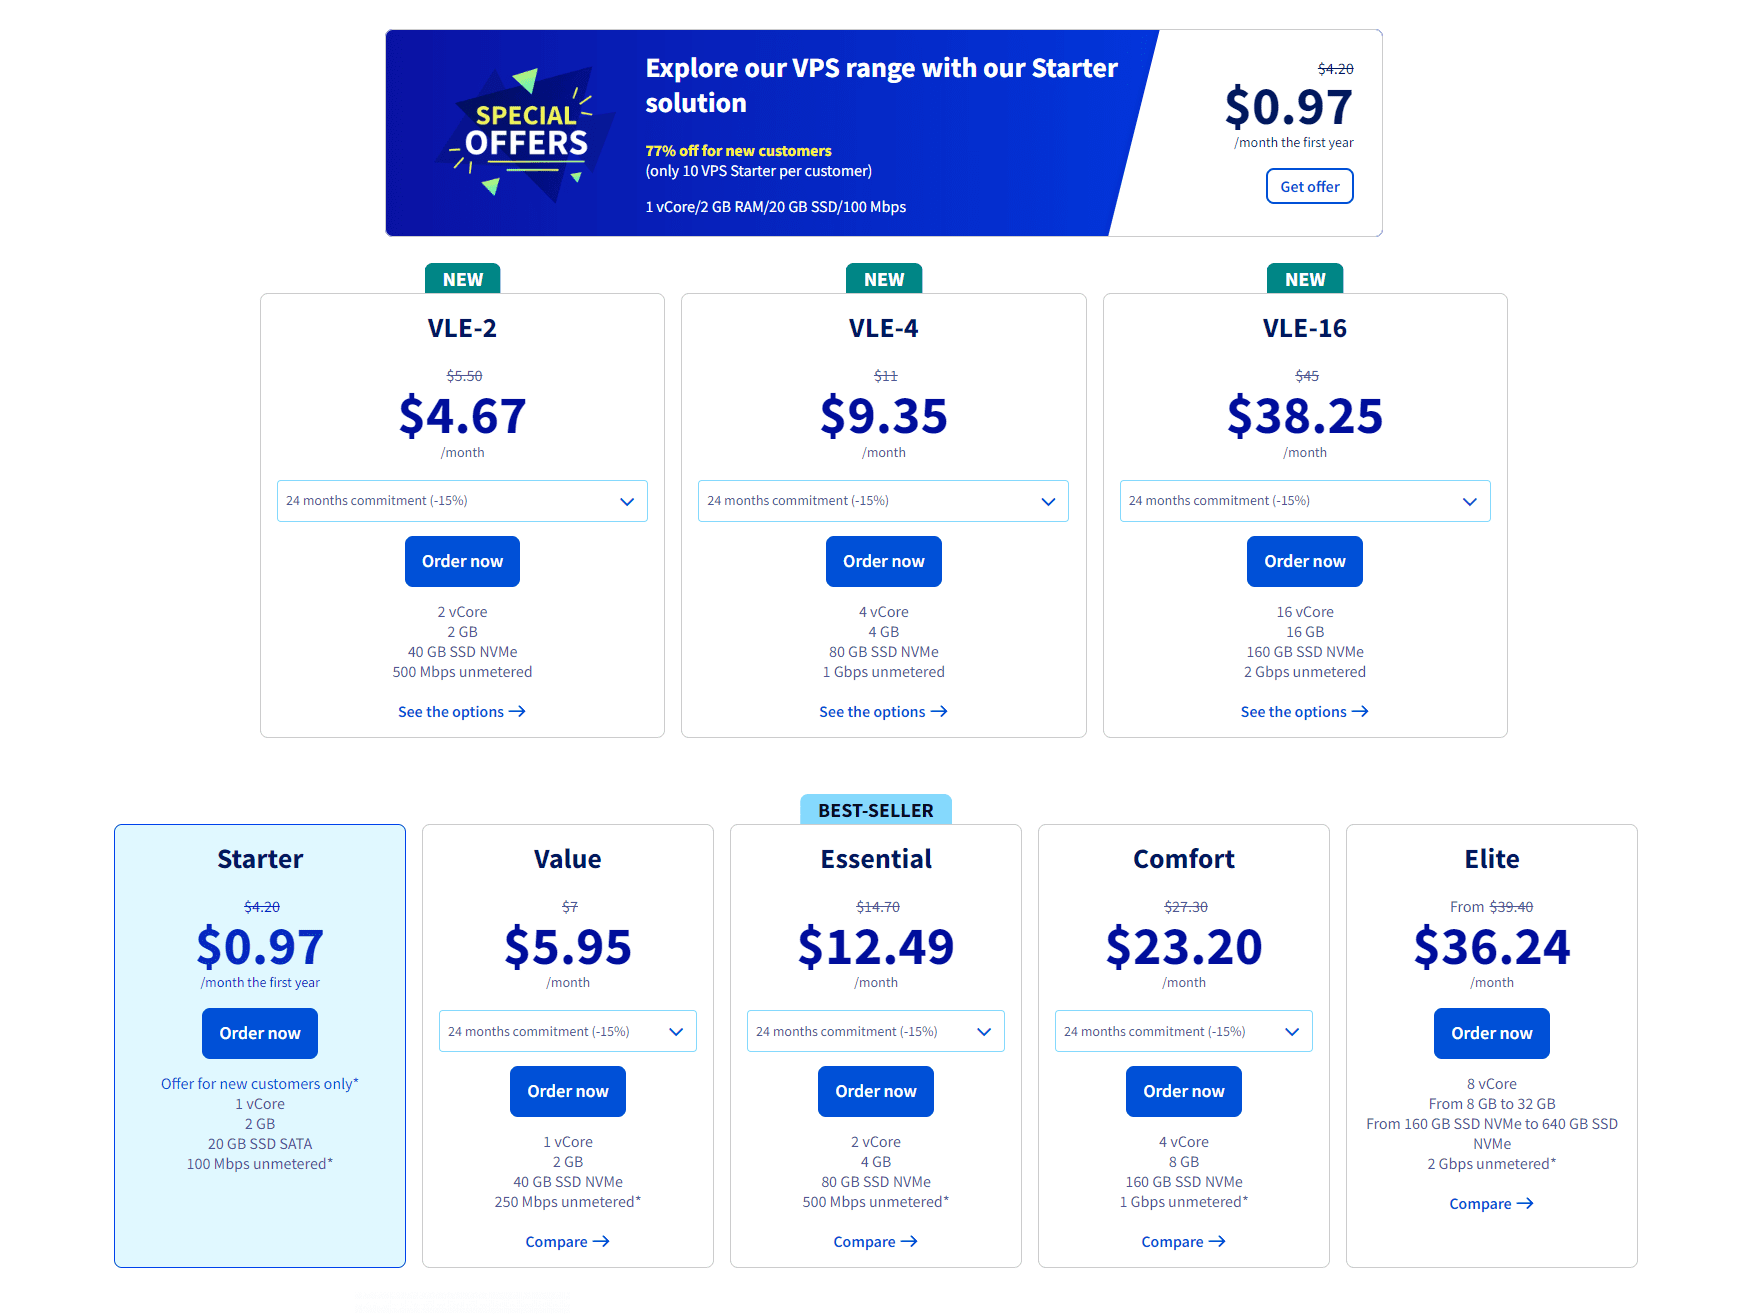 SPECIAL
OFFERS
Explore our VPS range with our Starter
solution
77% off for new customers
(only 10 VPS Starter per customer)
1 vCore/2 GB RAM/20 GB SSD/100 Mbps
$4.20
$0.97
/month the first year
Get offer
NEW
VLE-2
$5.50
$4.67
/month
24 months commitment (-15%)
Order now
2 vCore
2 GB
40 GB SSD NVMe
500 Mbps unmetered
See the options →
NEW
VLE-4
$11
$9.35
/month
24 months commitment (-15%)
Order now
4 vCore
4 GB
80 GB SSD NVMe
1 Gbps unmetered
See the options →
NEW
VLE-16
$45
$38.25
/month
24 months commitment (-15%)
Order now
16 vCore
16 GB
160 GB SSD NVMe
2 Gbps unmetered
See the options →
Starter
$4.20
$0.97
/month the first year
Order now
Offer for new customers only*
1 vCore
2 GB
20 GB SSD SATA
100 Mbps unmetered*
Value
$7
$5.95
/month
24 months commitment (-15%)
Order now
1 vCore
2 GB
40 GB SSD NVMe
250 Mbps unmetered*
Compare →
BEST-SELLER
Essential
$14.70
$12.49
/month
24 months commitment (-15%)
Order now
2 vCore
4 GB
80 GB SSD NVMe
500 Mbps unmetered*
Compare →
Comfort
$27.30
$23.20
/month
24 months commitment (-15%)
Order now
4 vCore
8 GB
160 GB SSD NVMe
1 Gbps unmetered*
Compare →
Elite
From $39.40
$36.24
/month
Order now
8 vCore
From 8 GB to 32 GB
From 160 GB SSD NVMe to 640 GB SSD
NVMe
2 Gbps unmetered*
Compare →